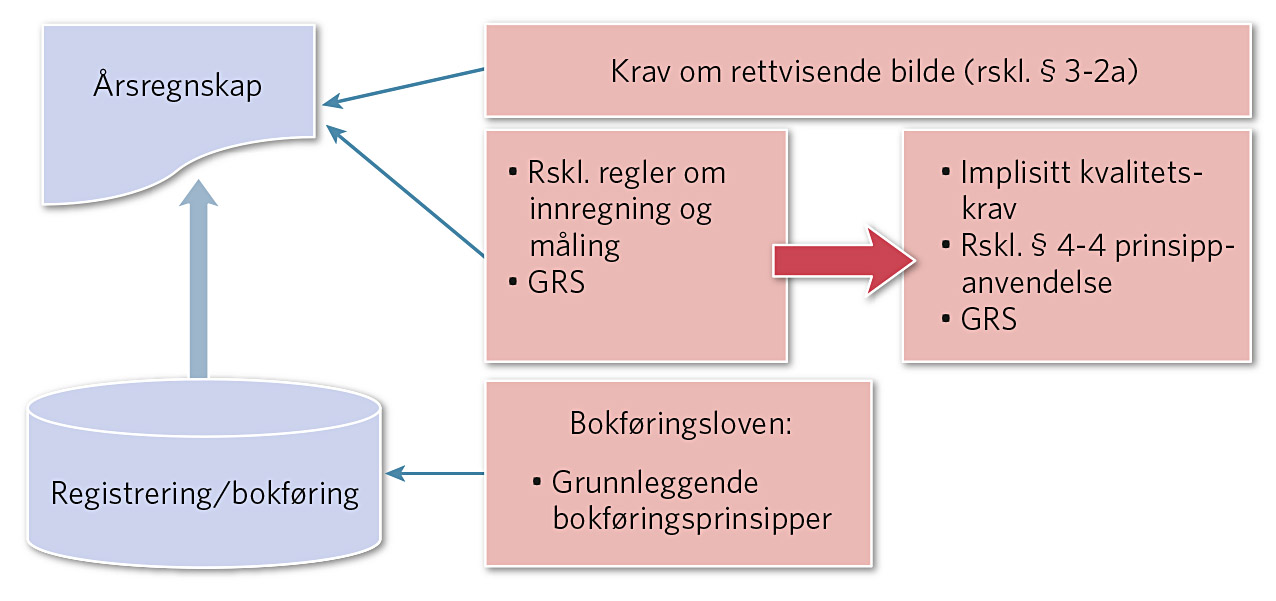 Årsregnskap
Krav om rettvisende bilde (rskl. § 3-2a)
• Rskl. regler om
innregning og
måling
• GRS
• Implisitt kvalitets-
krav
• Rskl. § 4-4 prinsipp-
anvendelse
• GRS
Registrering/bokføring
Bokføringsloven:
• Grunnleggende
bokføringsprinsipper